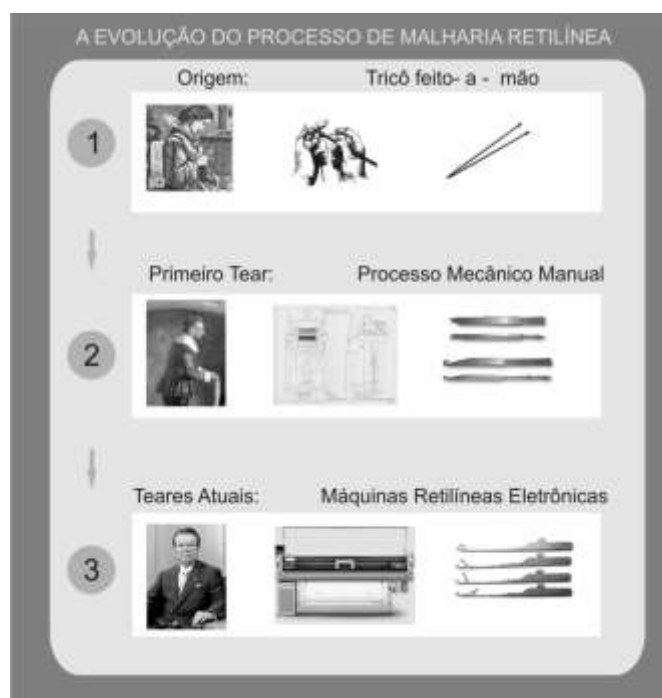 A EVOLUÇÃO DO PROCESSO DE MALHARIA RETILÍNEA
Origem: Tricô feito- a - mão
1
Primeiro Tear: Processo Mecânico Manual
2
Teares Atuais: Máquinas Retilíneas Eletrônicas
3